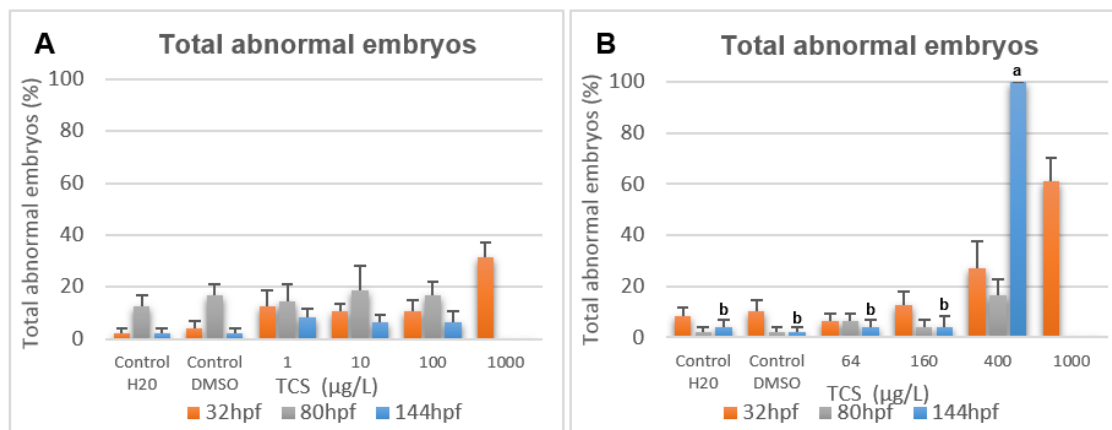 A
Total abnormal embryos
Total abnormal embryos (%)
100
80
60
40
20
0
Control H20
Control DMSO
1
10
100
1000
TCS (µg/L)
32hpf 80hpf 144hpf
B
Total abnormal embryos
Total abnormal embryos (%)
100
80
60
40
20
0
b
b
b
b
a
Control H20
Control DMSO
64
160
400
1000
TCS (µg/L)
32hpf 80hpf 144hpf